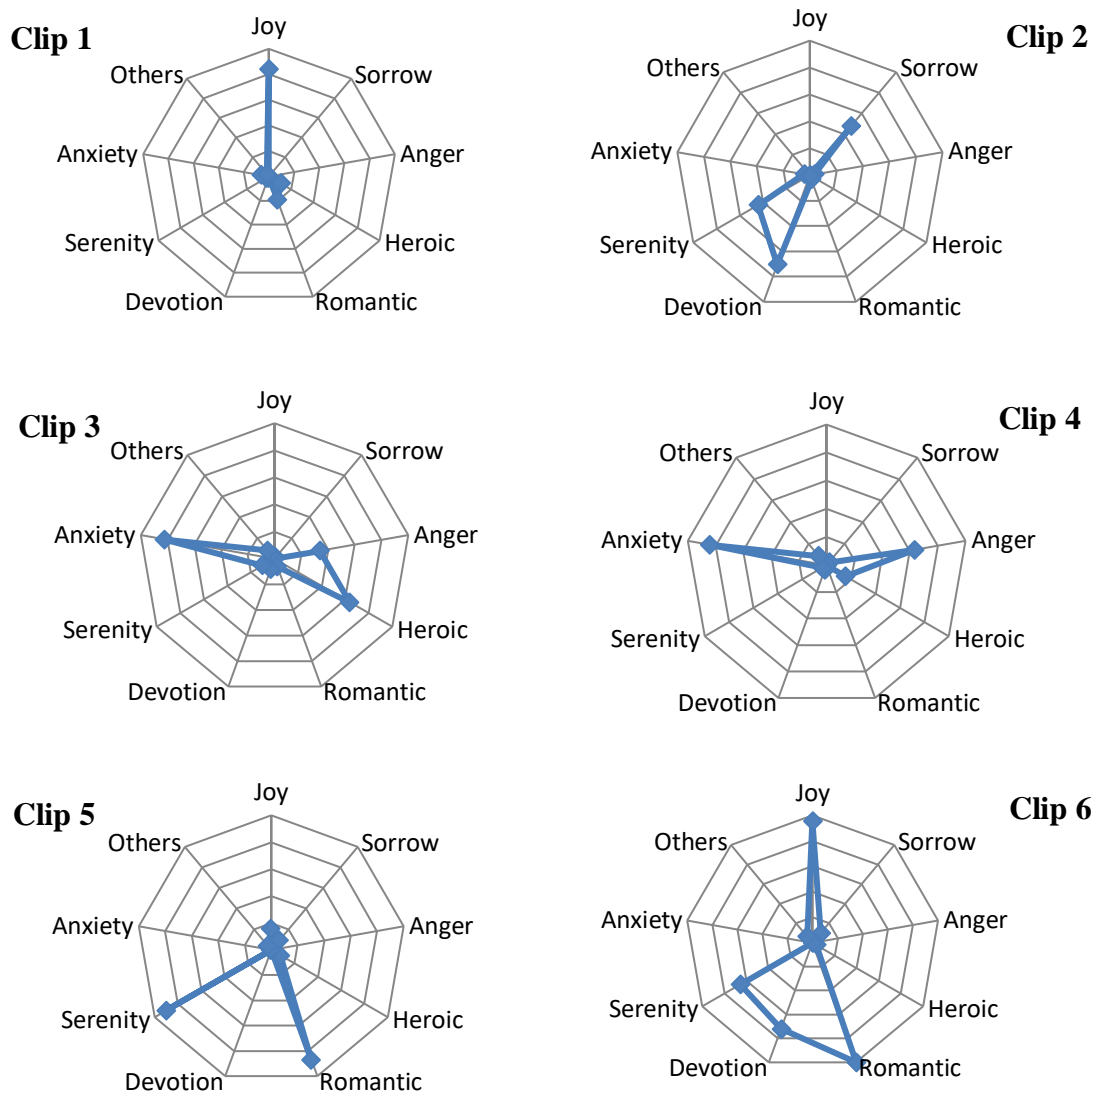 Clip 1
Joy
Others
Sorrow
Anxiety
Anger
Serenity
Heroic
Devotion
Romantic
Clip 2
Joy
Others
Sorrow
Anxiety
Anger
Serenity
Heroic
Devotion
Romantic
Clip 3
Joy
Others
Sorrow
Anxiety
Anger
Serenity
Heroic
Devotion
Romantic
Clip 4
Joy
Others
Sorrow
Anxiety
Anger
Serenity
Heroic
Devotion
Romantic
Clip 5
Joy
Others
Sorrow
Anxiety
Anger
Serenity
Heroic
Devotion
Romantic
Clip 6
Joy
Others
Sorrow
Anxiety
Anger
Serenity
Heroic
Devotion
Romantic